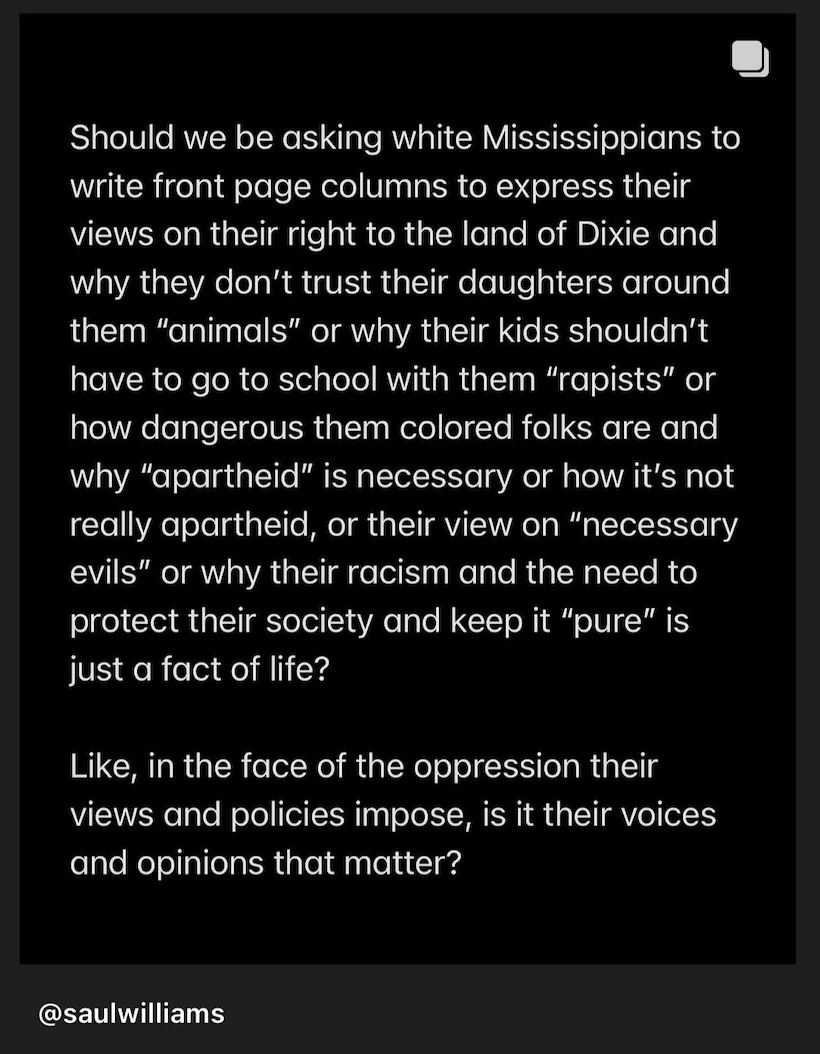 Should we be asking white Mississippians to
write front page columns to express their
views on their right to the land of Dixie and
why they don’t trust their daughters around
them “animals” or why their kids shouldn’t
have to go to school with them “rapists” or
how dangerous them colored folks are and
why “apartheid” is necessary or how it’s not
really apartheid, or their view on “necessary
evils” or why their racism and the need to
protect their society and keep it “pure” is
just a fact of life?
Like, in the face of the oppression their
views and policies impose, is it their voices
and opinions that matter?
@saulwilliams